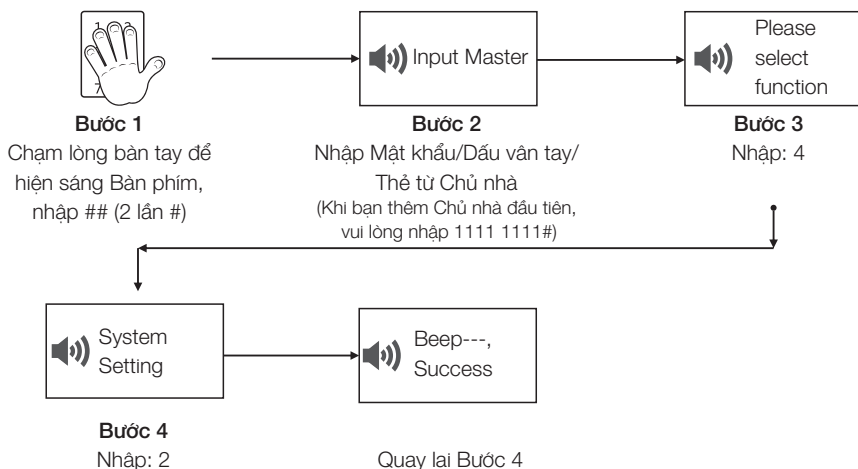 1 2
7
Input Master
Please
select
function
Bước 1
Chạm lòng bàn tay để
hiện sáng Bàn phím,
nhập ## (2 lần #)
Bước 2
Nhập Mật khẩu/Dấu vân tay/
Thẻ từ Chủ nhà
(Khi bạn thêm Chủ nhà đầu tiên,
vui lòng nhập 1111 1111#)
Bước 3
Nhập: 4
System
Setting
Beep---,
Success
Bước 4
Nhập: 2
Quay lại Bước 4